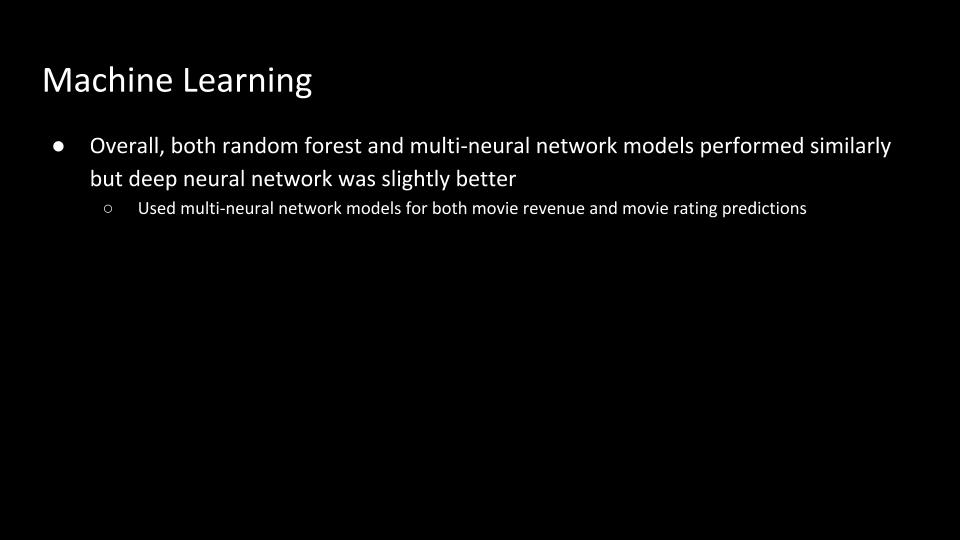 Machine Learning
● Overall, both random forest and multi-neural network models performed similarly
but deep neural network was slightly better
○ Used multi-neural network models for both movie revenue and movie rating predictions